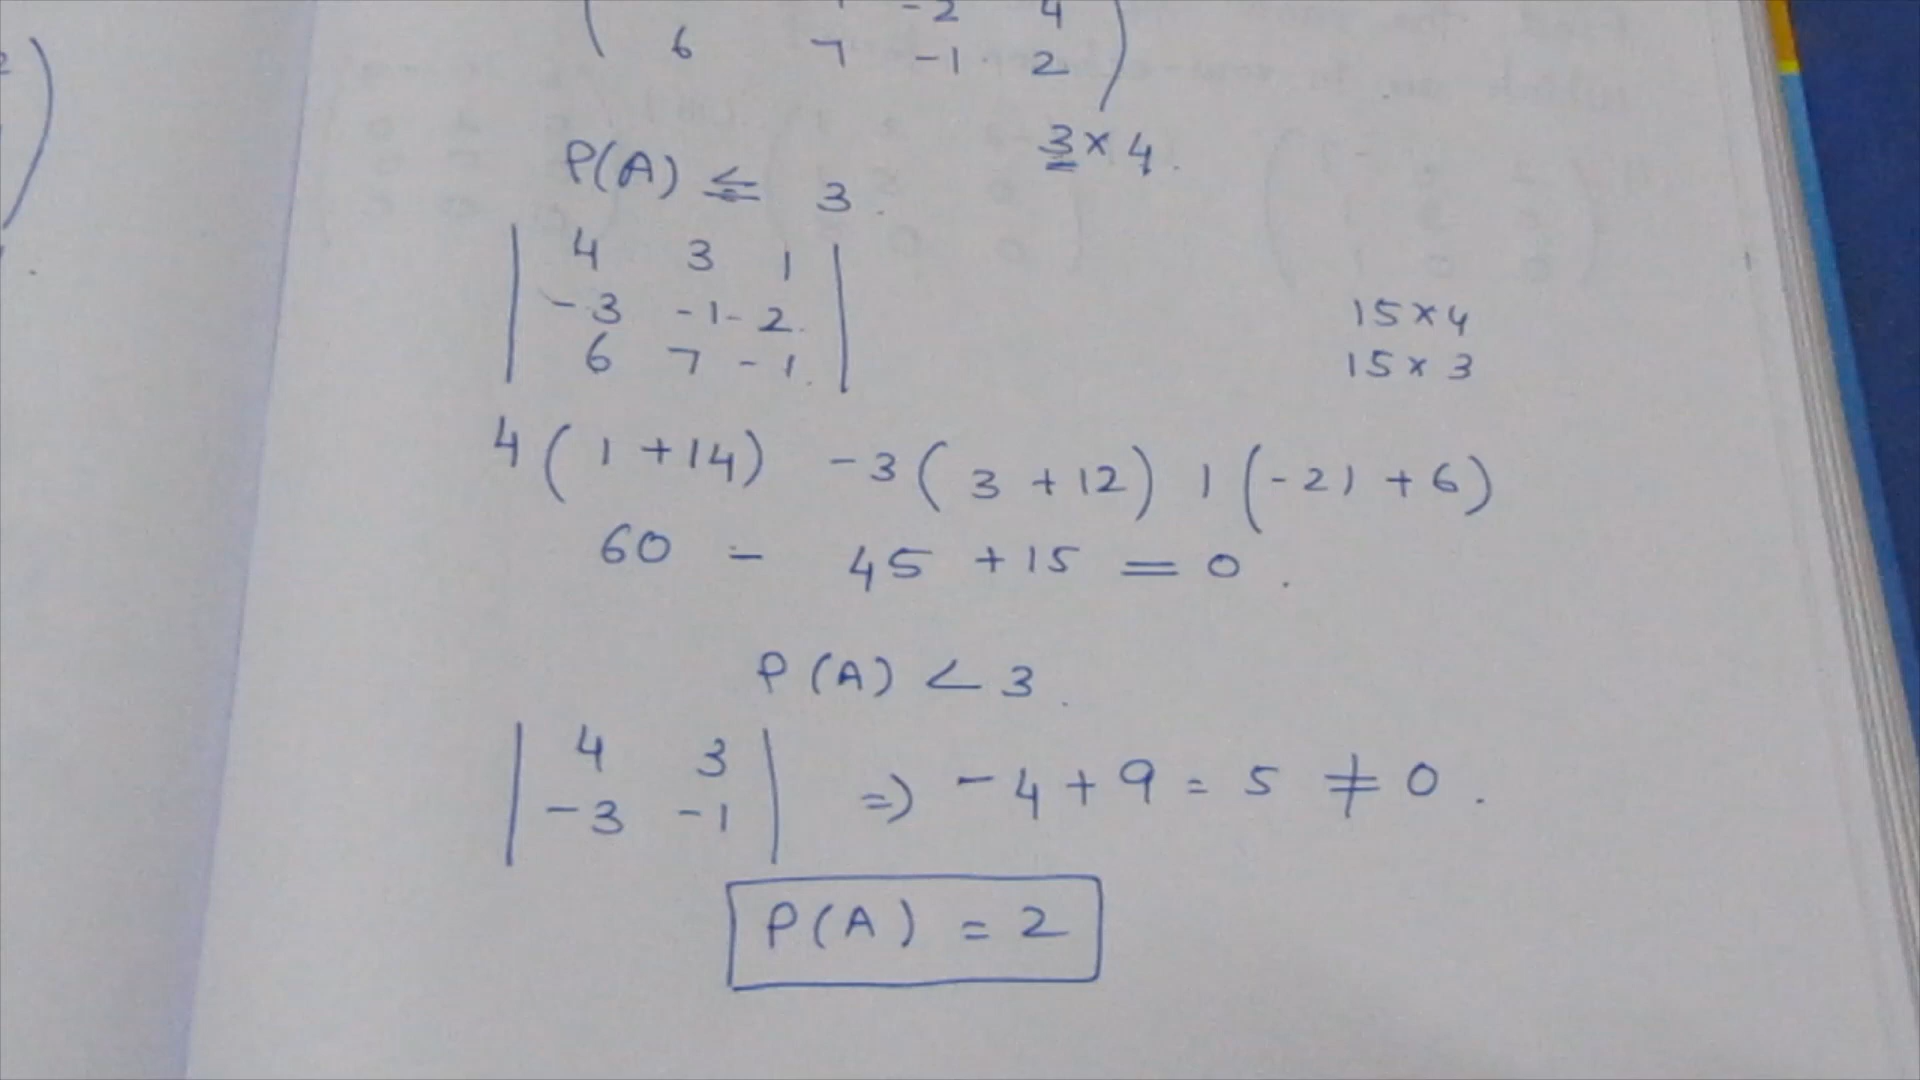 -2 4
6 7 -1 2
3 × 4.
P(A) ≤ 3.
4 3 1
-3 -1 -2.
6 7 -1.
15 × 4
15 × 3
4 ( 1 + 14) -3 ( 3 + 12) 1 (-21 + 6)
60 - 45 + 15 = 0.
P (A) < 3.
4 3
-3 -1
⇒ -4 + 9 = 5 ≠ 0.
P(A) = 2